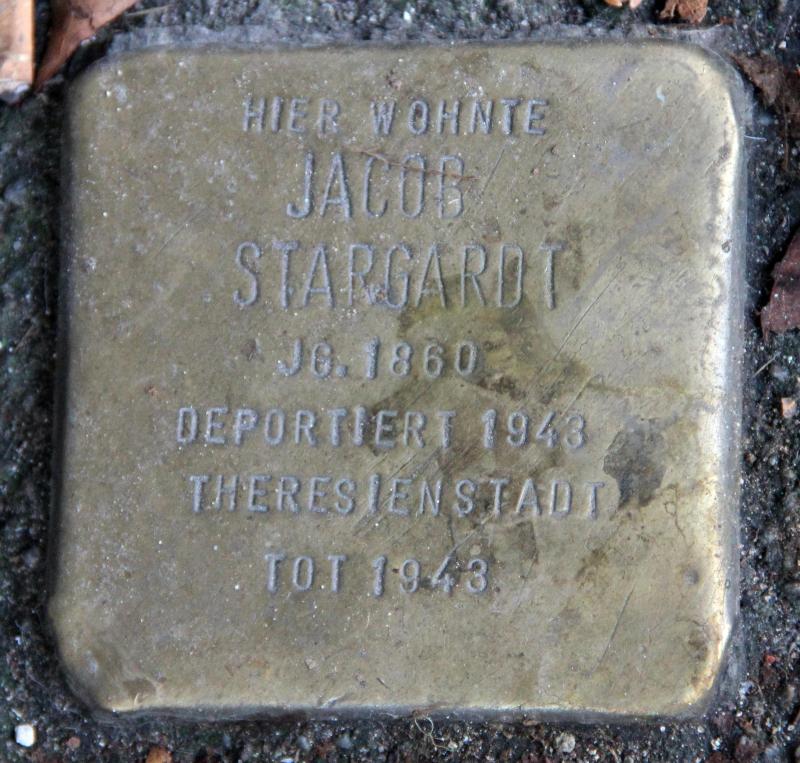 HIER WOHNTE
JACOB
STARGARDT
JG. 1860
DEPORTIERT 1943
THERESIENSTADT
TOT 1943